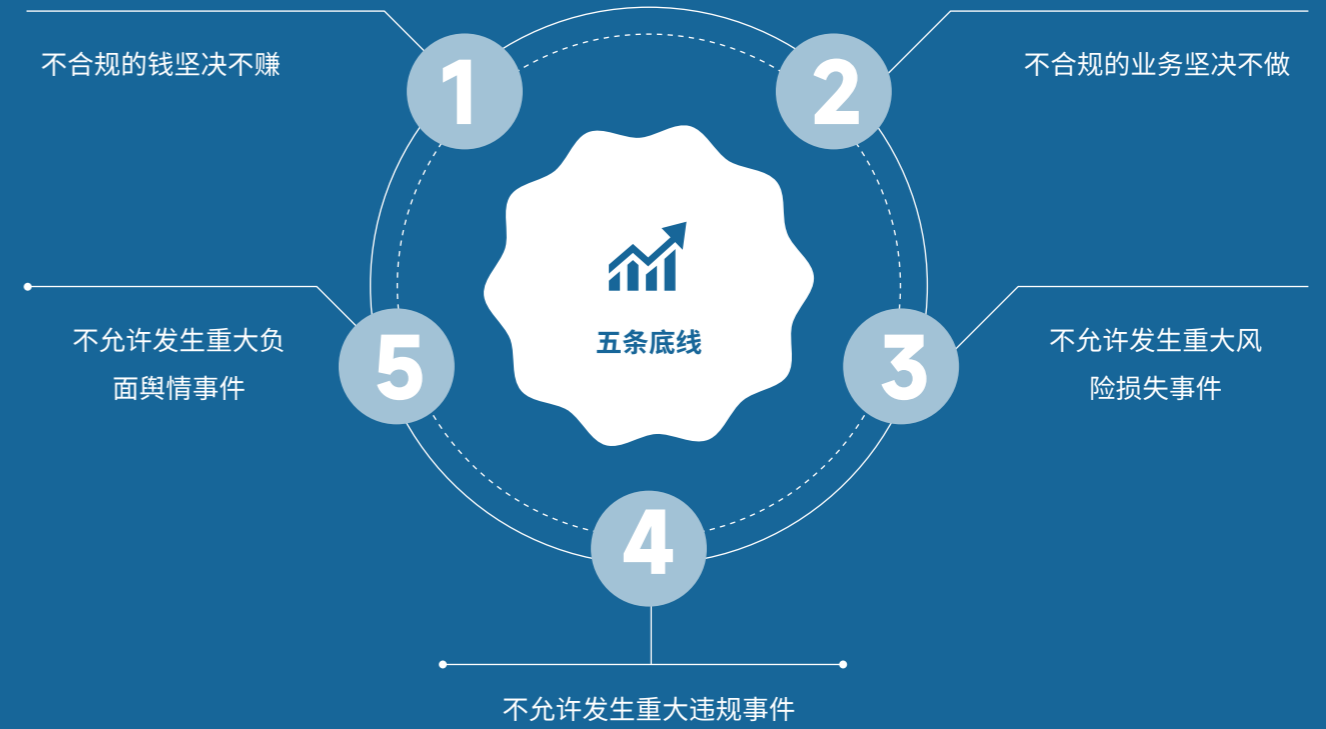 不合规的钱坚决不赚
1
2
不合规的业务坚决不做
五条底线
不允许发生重大负
面舆情事件
5
3
不允许发生重大风
险损失事件
4
不允许发生重大违规事件